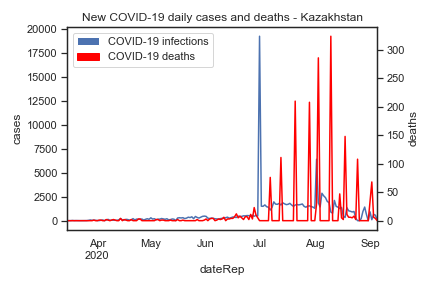 New COVID-19 daily cases and deaths - Kazakhstan
COVID-19 infections
COVID-19 deaths
20000
17500
15000
12500
10000
7500
5000
2500
0
cases
300
250
200
150
100
50
0
deaths
Apr
2020
May
Jun
Jul
Aug
Sep
dateRep